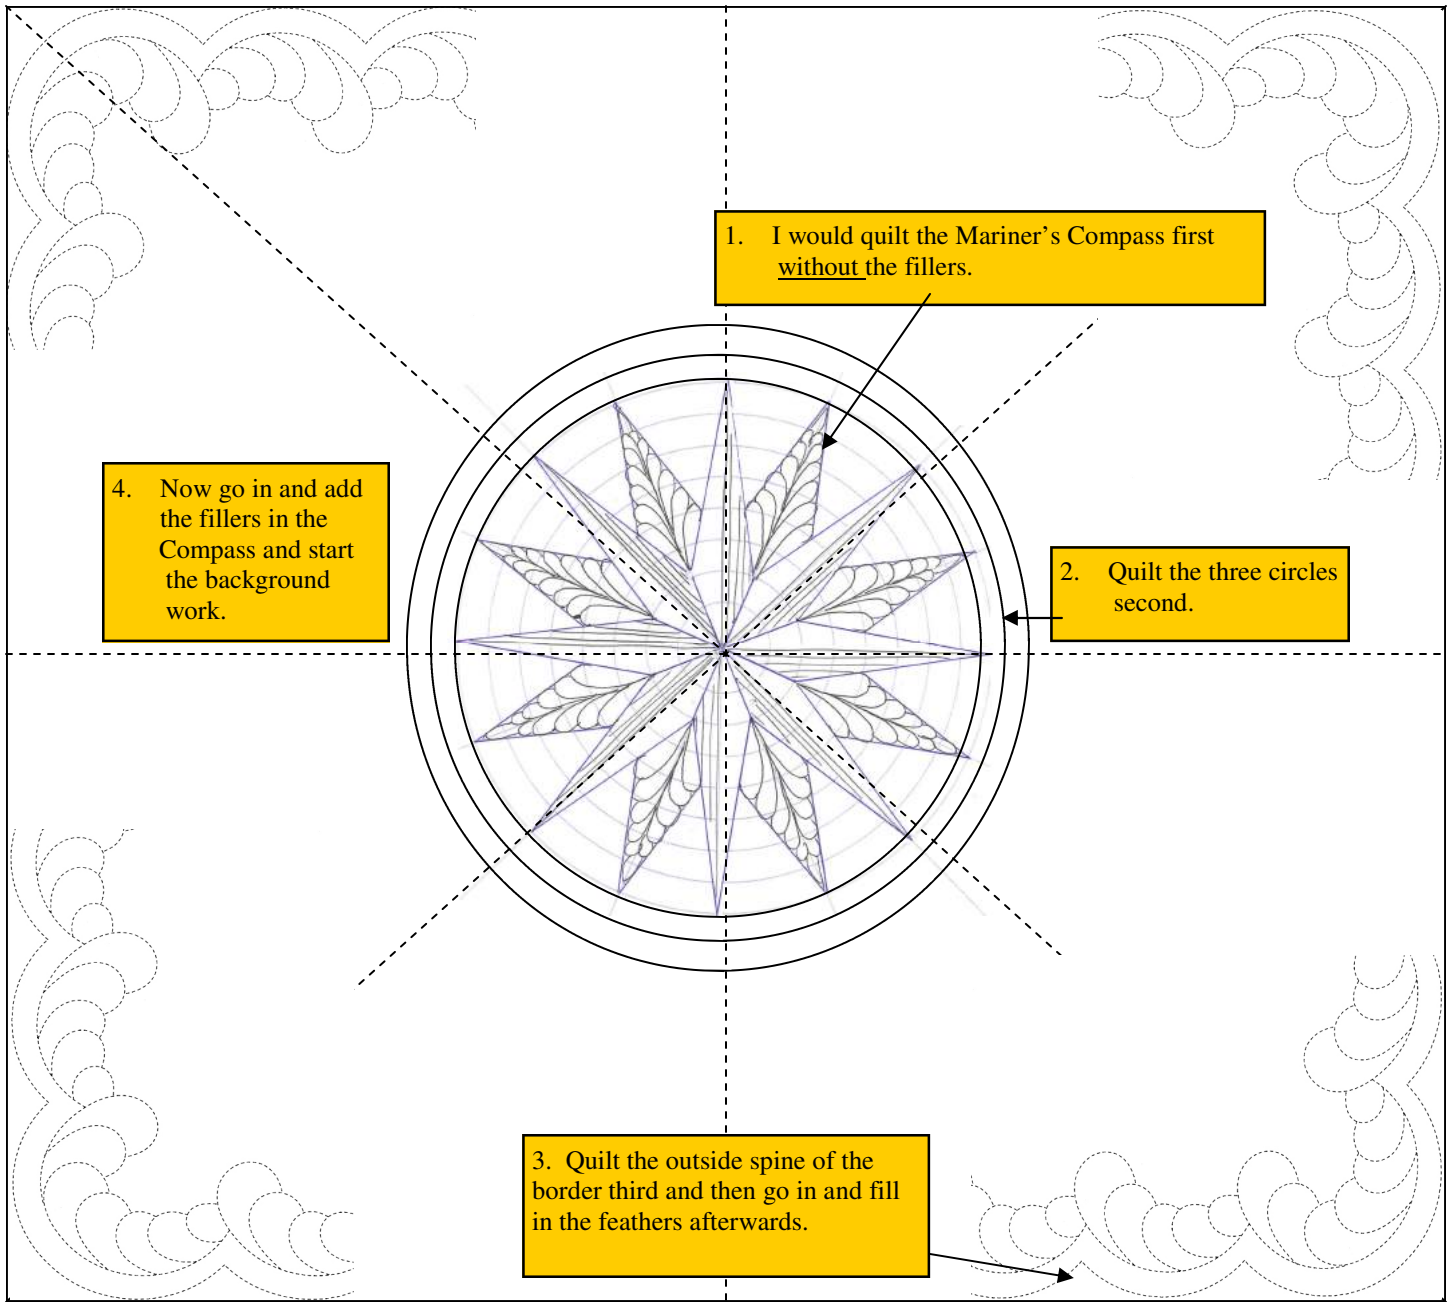 1. I would quilt the Mariner’s Compass first
without the fillers.
2. Quilt the three circles
second.
3. Quilt the outside spine of the
border third and then go in and fill
in the feathers afterwards.
4. Now go in and add
the fillers in the
Compass and start
the background
work.